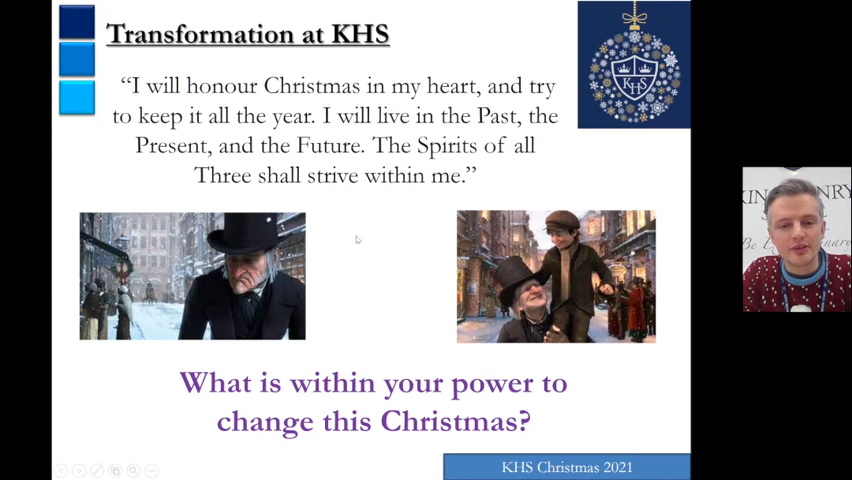 Transformation at KHS
“I will honour Christmas in my heart, and try
to keep it all the year. I will live in the Past, the
Present, and the Future. The Spirits of all
Three shall strive within me.”
What is within your power to
change this Christmas?
KHS Christmas 2021
KHS
Be